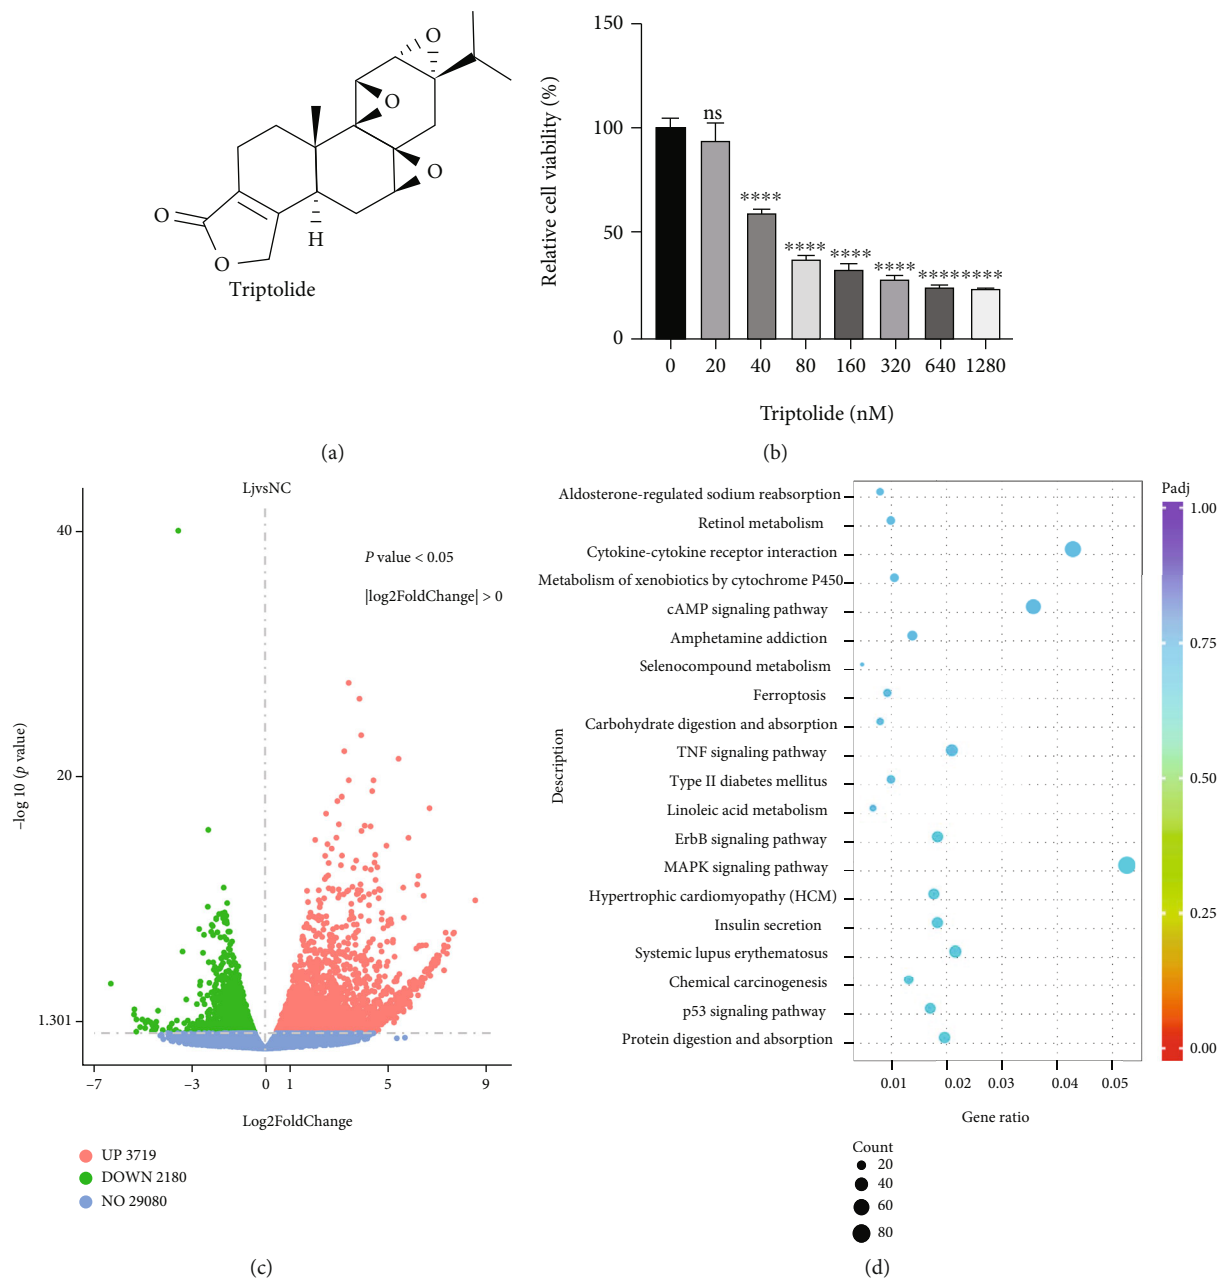 O
O
O
O
O
H
Triptolide
(a)
Relative cell viability (%)
150
100
50
0
ns
****
****
****
****
********
0 20 40 80 160 320 640 1280
Triptolide (nM)
(b)
LjvsNC
P value < 0.05
|log2FoldChange| > 0
–log 10 (p value)
40
20
1.301
–7 –3 0 1 5 9
Log2FoldChange
UP 3719
DOWN 2180
NO 29080
(c)
Description
Aldosterone-regulated sodium reabsorption
Retinol metabolism
Cytokine-cytokine receptor interaction
Metabolism of xenobiotics by cytochrome P450
cAMP signaling pathway
Amphetamine addiction
Selenocompound metabolism
Ferroptosis
Carbohydrate digestion and absorption
TNF signaling pathway
Type II diabetes mellitus
Linoleic acid metabolism
ErbB signaling pathway
MAPK signaling pathway
Hypertrophic cardiomyopathy (HCM)
Insulin secretion
Systemic lupus erythematosus
Chemical carcinogenesis
p53 signaling pathway
Protein digestion and absorption
0.01 0.02 0.03 0.04 0.05
Gene ratio
Padj
1.00
0.75
0.50
0.25
0.00
Count
20
40
60
80
(d)